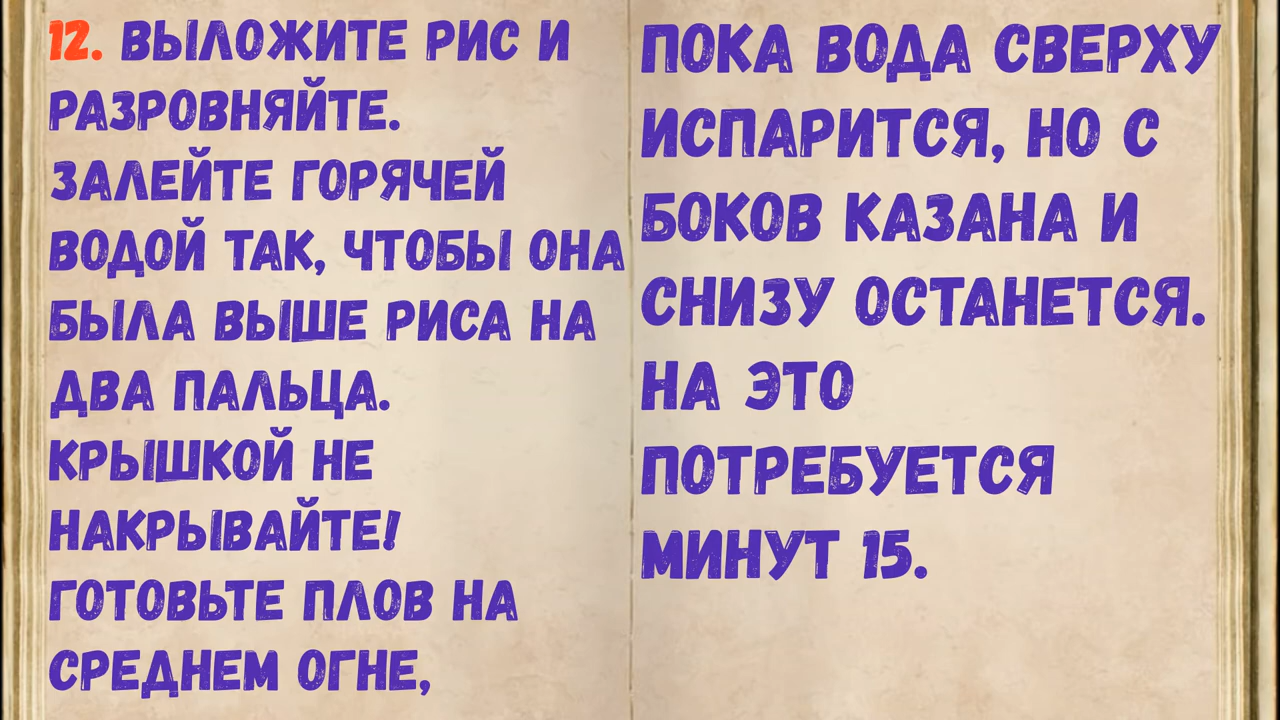 12. ВЫЛОЖИТЕ РИС И
РАЗРОВНЯЙТЕ.
ЗАЛЕЙТЕ ГОРЯЧЕЙ
ВОДОЙ ТАК, ЧТОБЫ ОНА
БЫЛА ВЫШЕ РИСА НА
ДВА ПАЛЬЦА.
КРЫШКОЙ НЕ
НАКРЫВАЙТЕ!
ГОТОВЬТЕ ПЛОВ НА
СРЕДНЕМ ОГНЕ,
ПОКА ВОДА СВЕРХУ
ИСПАРИТСЯ, НО С
БОКОВ КАЗАНА И
СНИЗУ ОСТАНЕТСЯ.
НА ЭТО
ПОТРЕБУЕТСЯ
МИНУТ 15.